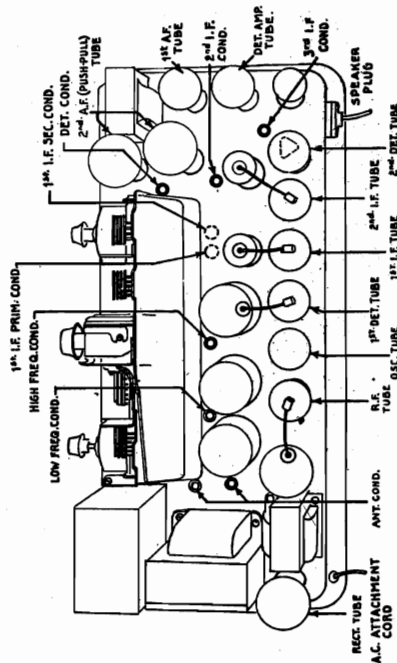 1st. I.F. PRIM. COND.
HIGH FREQ. COND.
LOW FREQ. COND.
1st. I.F. SEC. COND.
DET. COND.
2nd. A.F. (PUSH-PULL)
TUBE
1st A.F.
TUBE
2nd I.F.
COND.
DET. AMP.
TUBE.
3rd I.F
COND.
RECT. TUBE
A.C. ATTACHMENT
CORD
ANT. COND.
R.F.
TUBE
OSC. TUBE
1st. DET. TUBE
1st. I.F. TUBE
2nd. I.F. TUBE
2nd. DET. TUBE
SPEAKER
PLUG